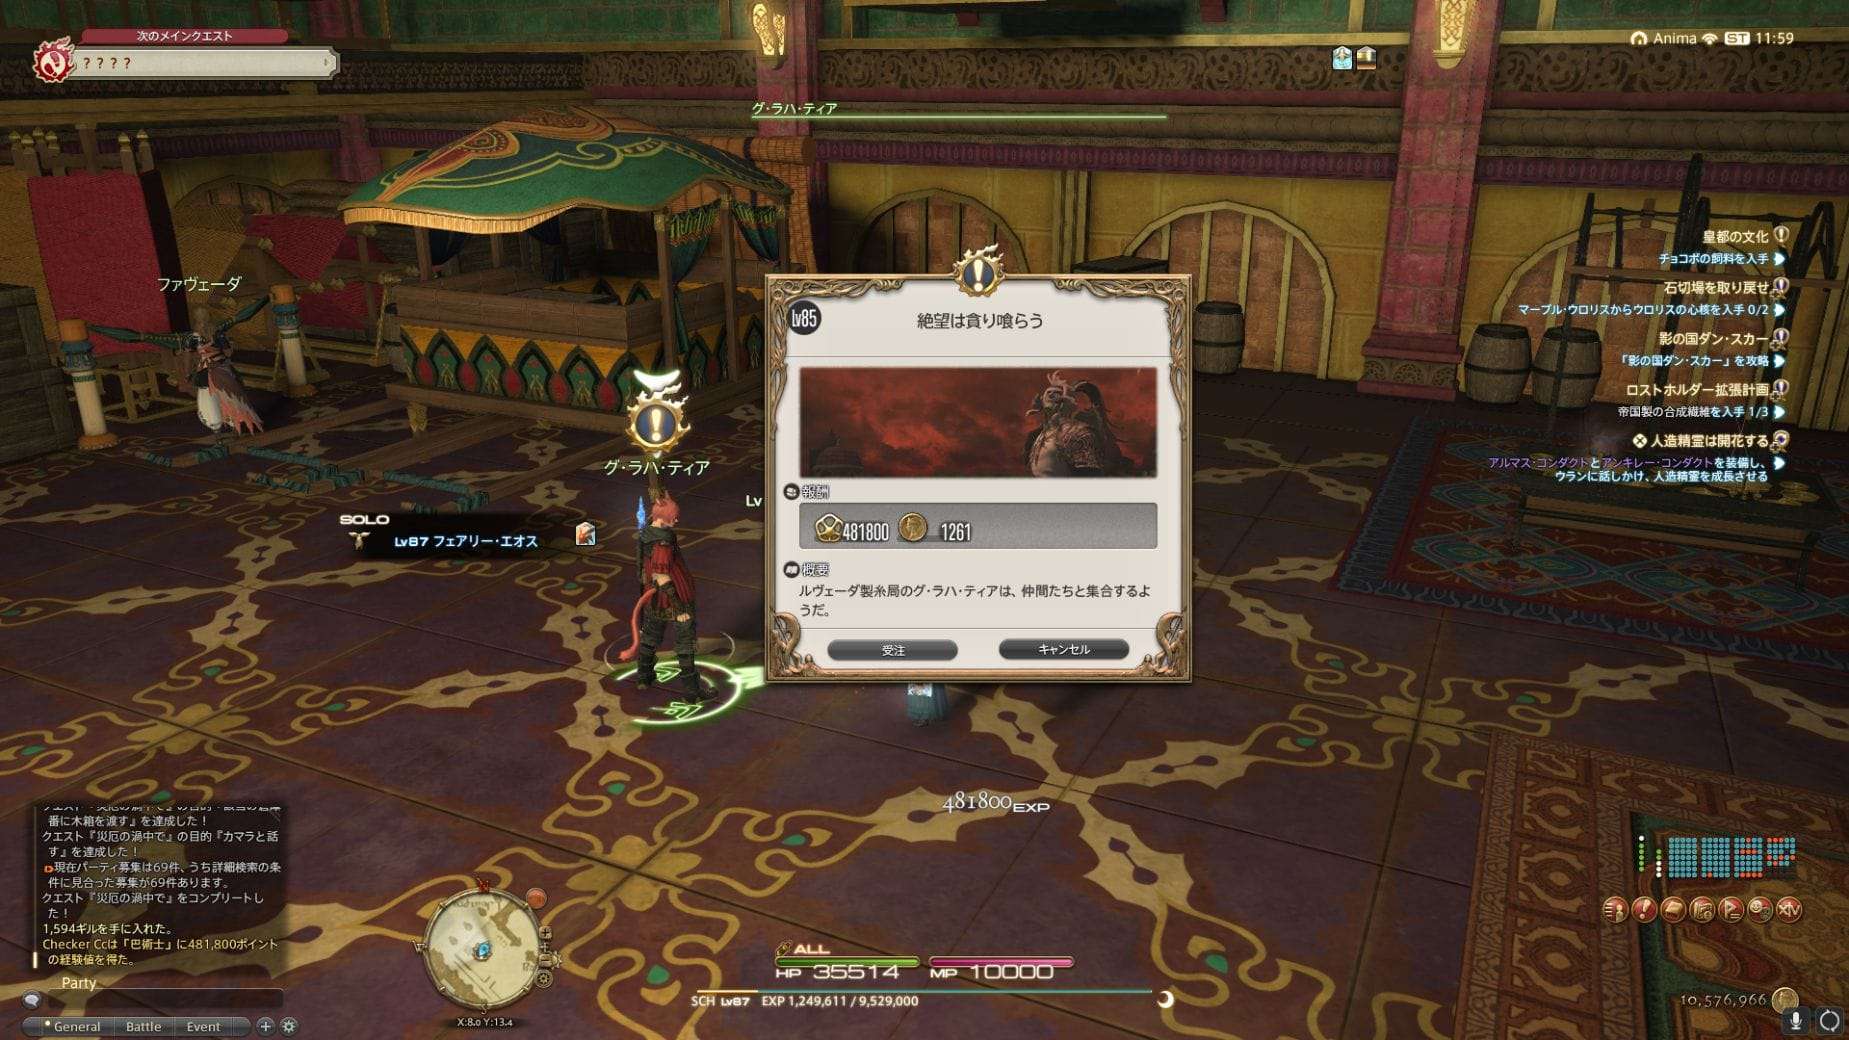 次のメインクエスト
????
Anima ST 11:59
グ・ラハ・ティア
ファヴェーダ
皇都の文化
チョコボの飼料を入手
石切場を取り戻せ
マーブル・ウロリスからウロリスの心核を入手 0/2
影の国ダン・スカー
「影の国ダン・スカー」を攻略
ロストホルダー拡張計画
帝国製の合成繊維を入手 1/3
人造精霊は開花する
アルマス・コンダクトとアンキレー・コンダクトを装備し、
ウランに話しかけ、人造精霊を成長させる
グ・ラハ・ティア
Lv
SOLO
Lv87 フェアリー・エオス
Lv85
絶望は貪り喰らう
報酬
481800 1261
概要
ルヴェーダ製糸局のグ・ラハ・ティアは、仲間たちと集合するよ
うだ。
受注
キャンセル
481800EXP
番に木箱を渡す』を達成した！
クエスト『災厄の渦中で』の目的『カマラと話
す』を達成した！
現在パーティ募集は69件、うち詳細検索の条
件に見合った募集が69件あります。
クエスト『災厄の渦中で』をコンプリートし
た！
1,594ギルを手に入れた。
Checker Ccは「巴術士」に481,800ポイント
の経験値を得た。
Party
General Battle Event
X:8.0 Y:13.4
ALL
HP 35514 MP 10000
SCH Lv87 EXP 1,249,611 / 9,529,000
XIV
10,576,966